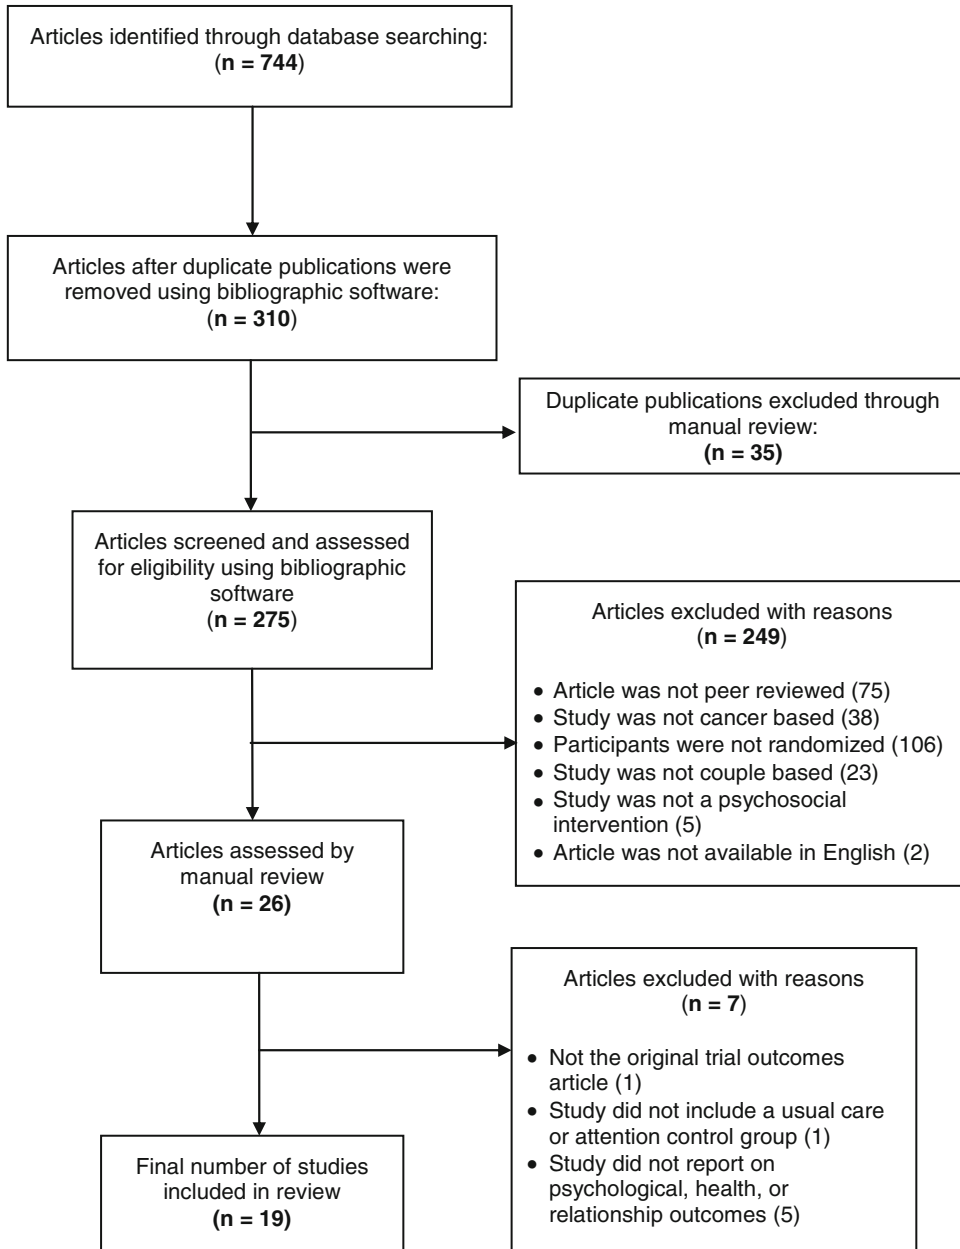 Articles identified through database searching:
(n = 744)
Articles after duplicate publications were
removed using bibliographic software:
(n = 310)
Duplicate publications excluded through
manual review:
(n = 35)
Articles screened and assessed
for eligibility using bibliographic
software
(n = 275)
Articles excluded with reasons
(n = 249)
• Article was not peer reviewed (75)
• Study was not cancer based (38)
• Participants were not randomized (106)
• Study was not couple based (23)
• Study was not a psychosocial
intervention (5)
• Article was not available in English (2)
Articles assessed by
manual review
(n = 26)
Articles excluded with reasons
(n = 7)
• Not the original trial outcomes
article (1)
• Study did not include a usual care
or attention control group (1)
• Study did not report on
psychological, health, or
relationship outcomes (5)
Final number of studies
included in review
(n = 19)